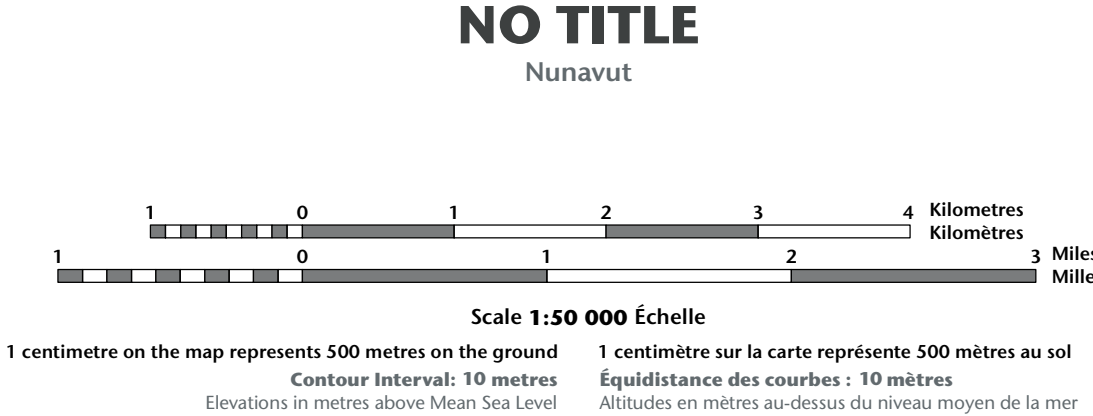 NO TITLE
Nunavut
1 0 1 2 3 4 Kilometres
Kilomètres
1 0 1 2 3 Miles
Mille
Scale 1:50 000 Échelle
1 centimetre on the map represents 500 metres on the ground
Contour Interval: 10 metres
Elevations in metres above Mean Sea Level
1 centimètre sur la carte représente 500 mètres au sol
Équidistance des courbes : 10 mètres
Altitudes en mètres au-dessus du niveau moyen de la mer